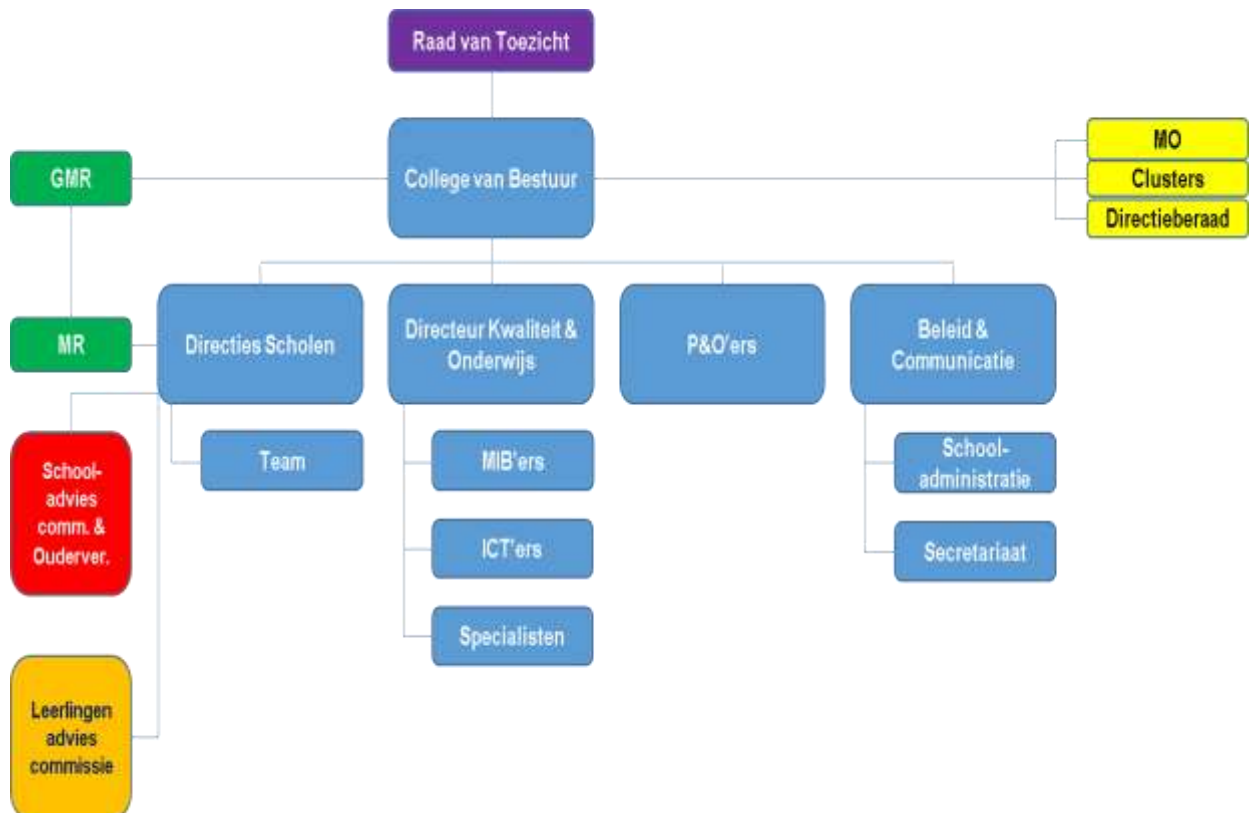 Raad van Toezicht
College van Bestuur
GMR
MO
Clusters
Directieberaad
MR
Directies Scholen
Directeur Kwaliteit &
Onderwijs
P&O'ers
Beleid &
Communicatie
School-
advies
comm. &
Ouderver.
Team
MIB'ers
School-
administratie
ICT'ers
Secretariaat
Specialisten
Leerlingen
advies
commissie